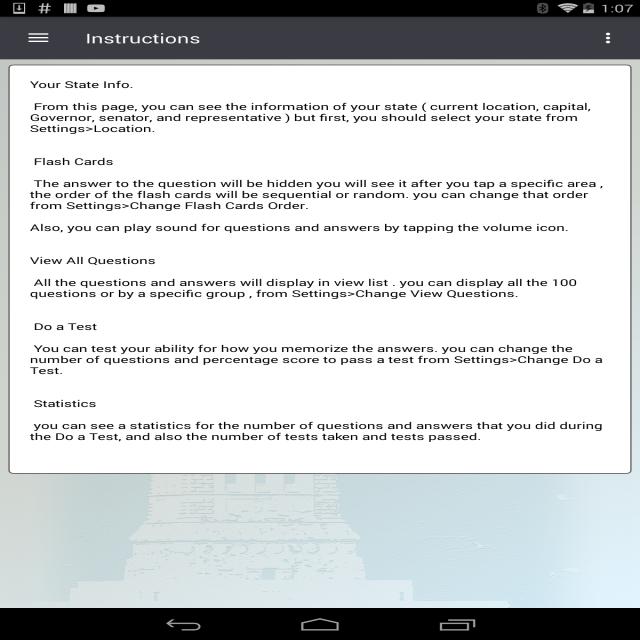 1:07
Instructions
Your State Info.
From this page, you can see the information of your state ( current location, capital,
Governor, senator, and representative ) but first, you should select your state from
Settings>Location.
Flash Cards
The answer to the question will be hidden you will see it after you tap a specific area ,
the order of the flash cards will be sequential or random. you can change that order
from Settings>Change Flash Cards Order.
Also, you can play sound for questions and answers by tapping the volume icon.
View All Questions
All the questions and answers will display in view list . you can display all the 100
questions or by a specific group , from Settings>Change View Questions.
Do a Test
You can test your ability for how you memorize the answers. you can change the
number of questions and percentage score to pass a test from Settings>Change Do a
Test.
Statistics
you can see a statistics for the number of questions and answers that you did during
the Do a Test, and also the number of tests taken and tests passed.